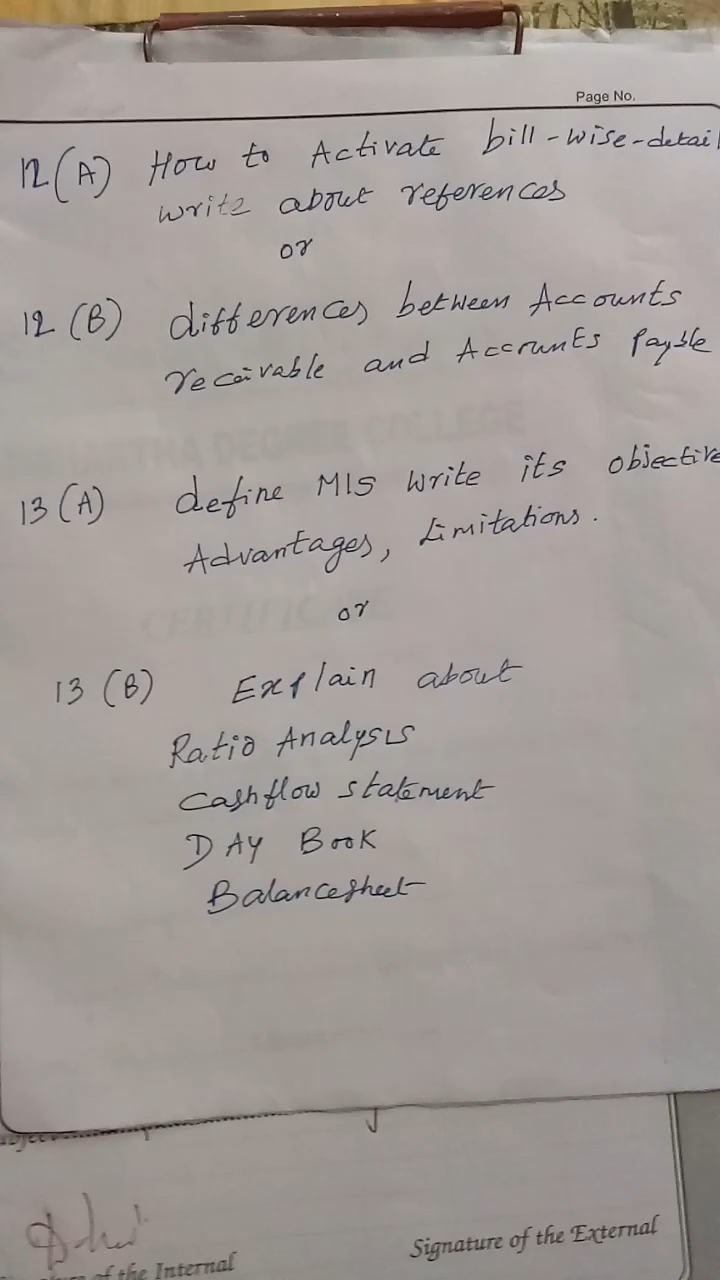 Page No.
12(A) How to Activate bill-wise-detail
write about references
or
12 (B) differences between Accounts
receivable and Accounts Payble
13 (A) define MIS write its objective
Advantages, Limitations.
or
13 (B) Explain about
Ratio Analysis
Cashflow statement
DAY Book
Balancesheet
Signature of the External
of the Internal